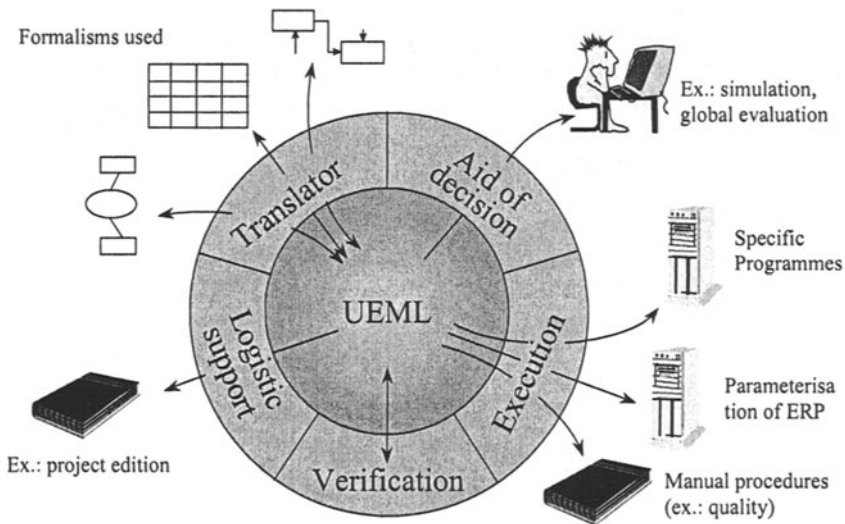 Formalisms used
Ex.: simulation,
global evaluation
Aid of
decision
Translator
Specific
Programmes
UEML
Logistic
support
Execution
Parameterisa
tion of ERP
Ex.: project edition
Verification
Manual procedures
(ex.: quality)